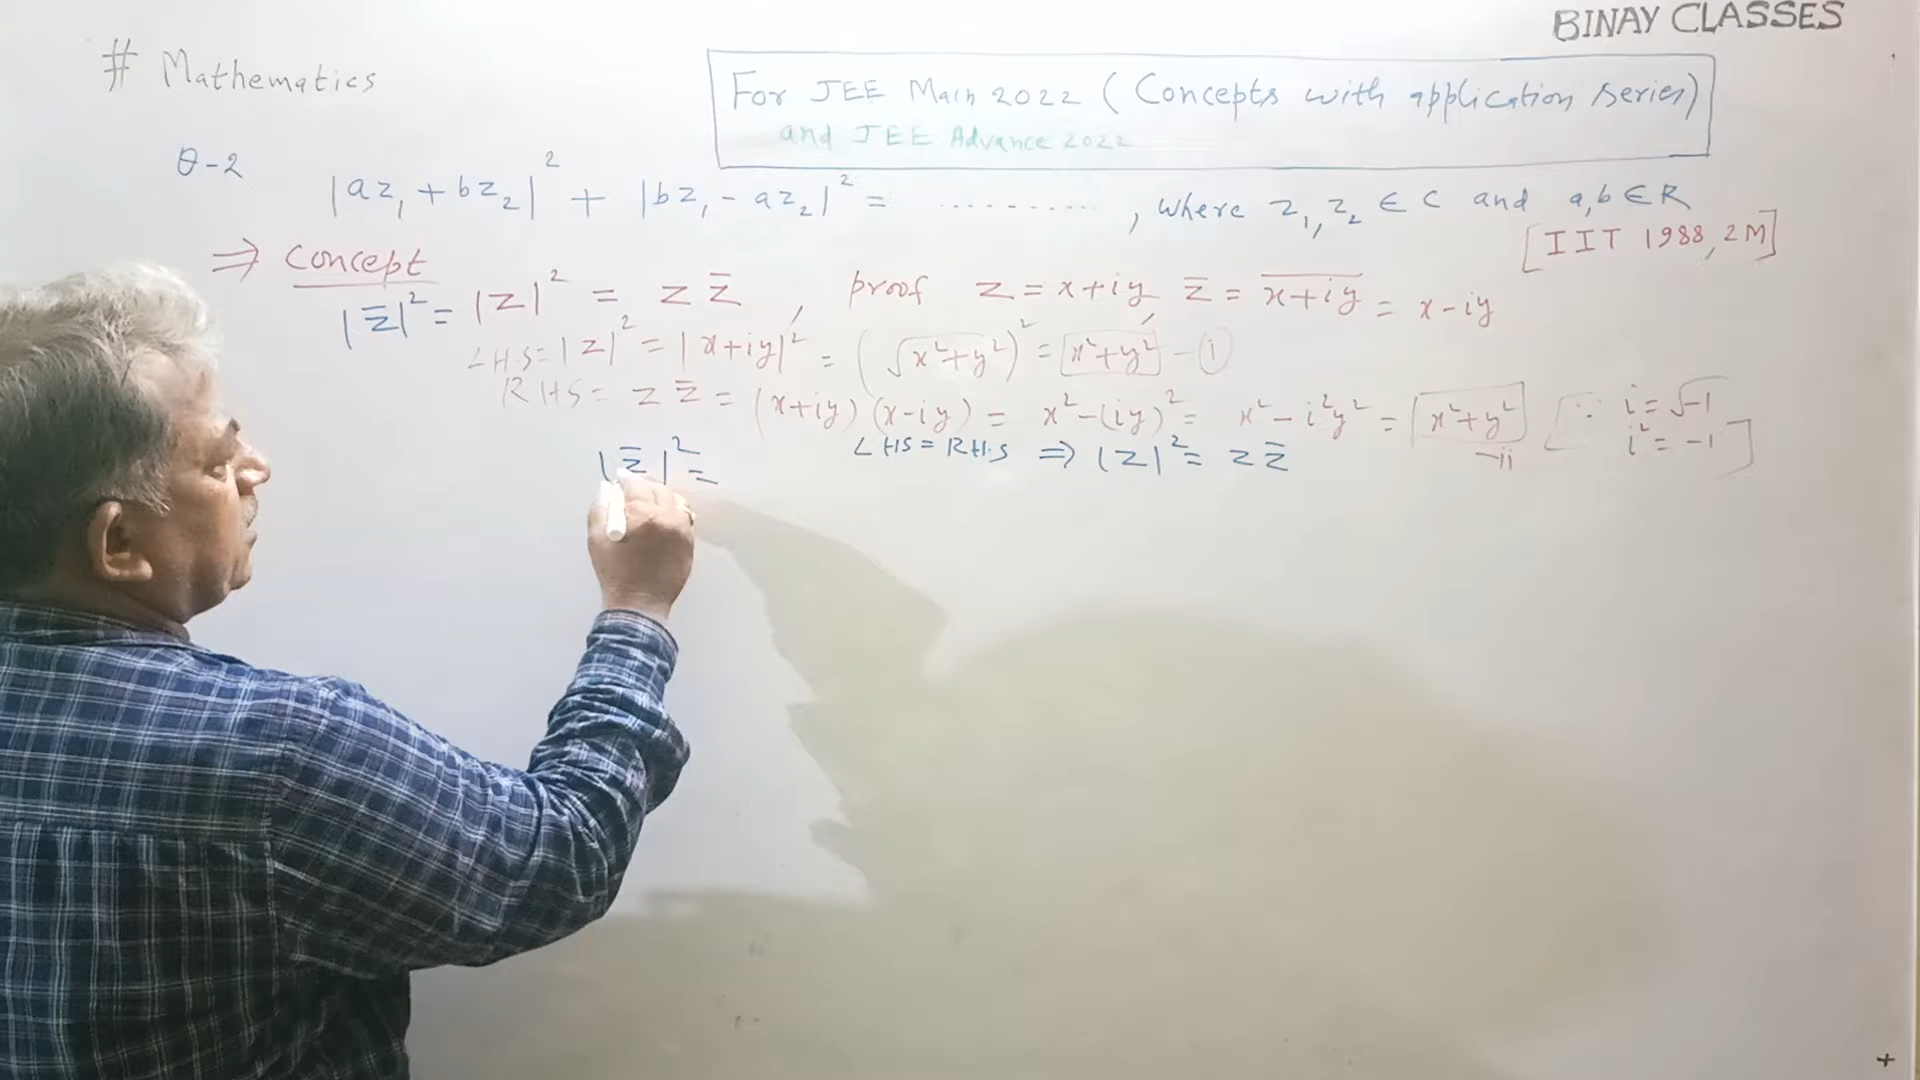 BINAY CLASSES
# Mathematics
For JEE Main 2022 (Concepts with application series)
and JEE Advance 2022
Q-2
|az₁ + bz₂|² + |bz₁ - az₂|² = ..........., where z₁, z₂ ∈ C and a,b ∈ R
[IIT 1988, 2M]
⇒ Concept
|z̄|² = |z|² = z z̄, proof z = x+iy, z̄ = \overline{x+iy} = x-iy
LHS = |z|² = |x+iy|² = (√(x²+y²))² = x²+y² - ①
RHS = z z̄ = (x+iy)(x-iy) = x²-(iy)² = x²-i²y² = x²+y² [∵ i = √-1
i² = -1]
-ii
|z̄|² =
LHS = RHS ⇒ |z|² = z z̄